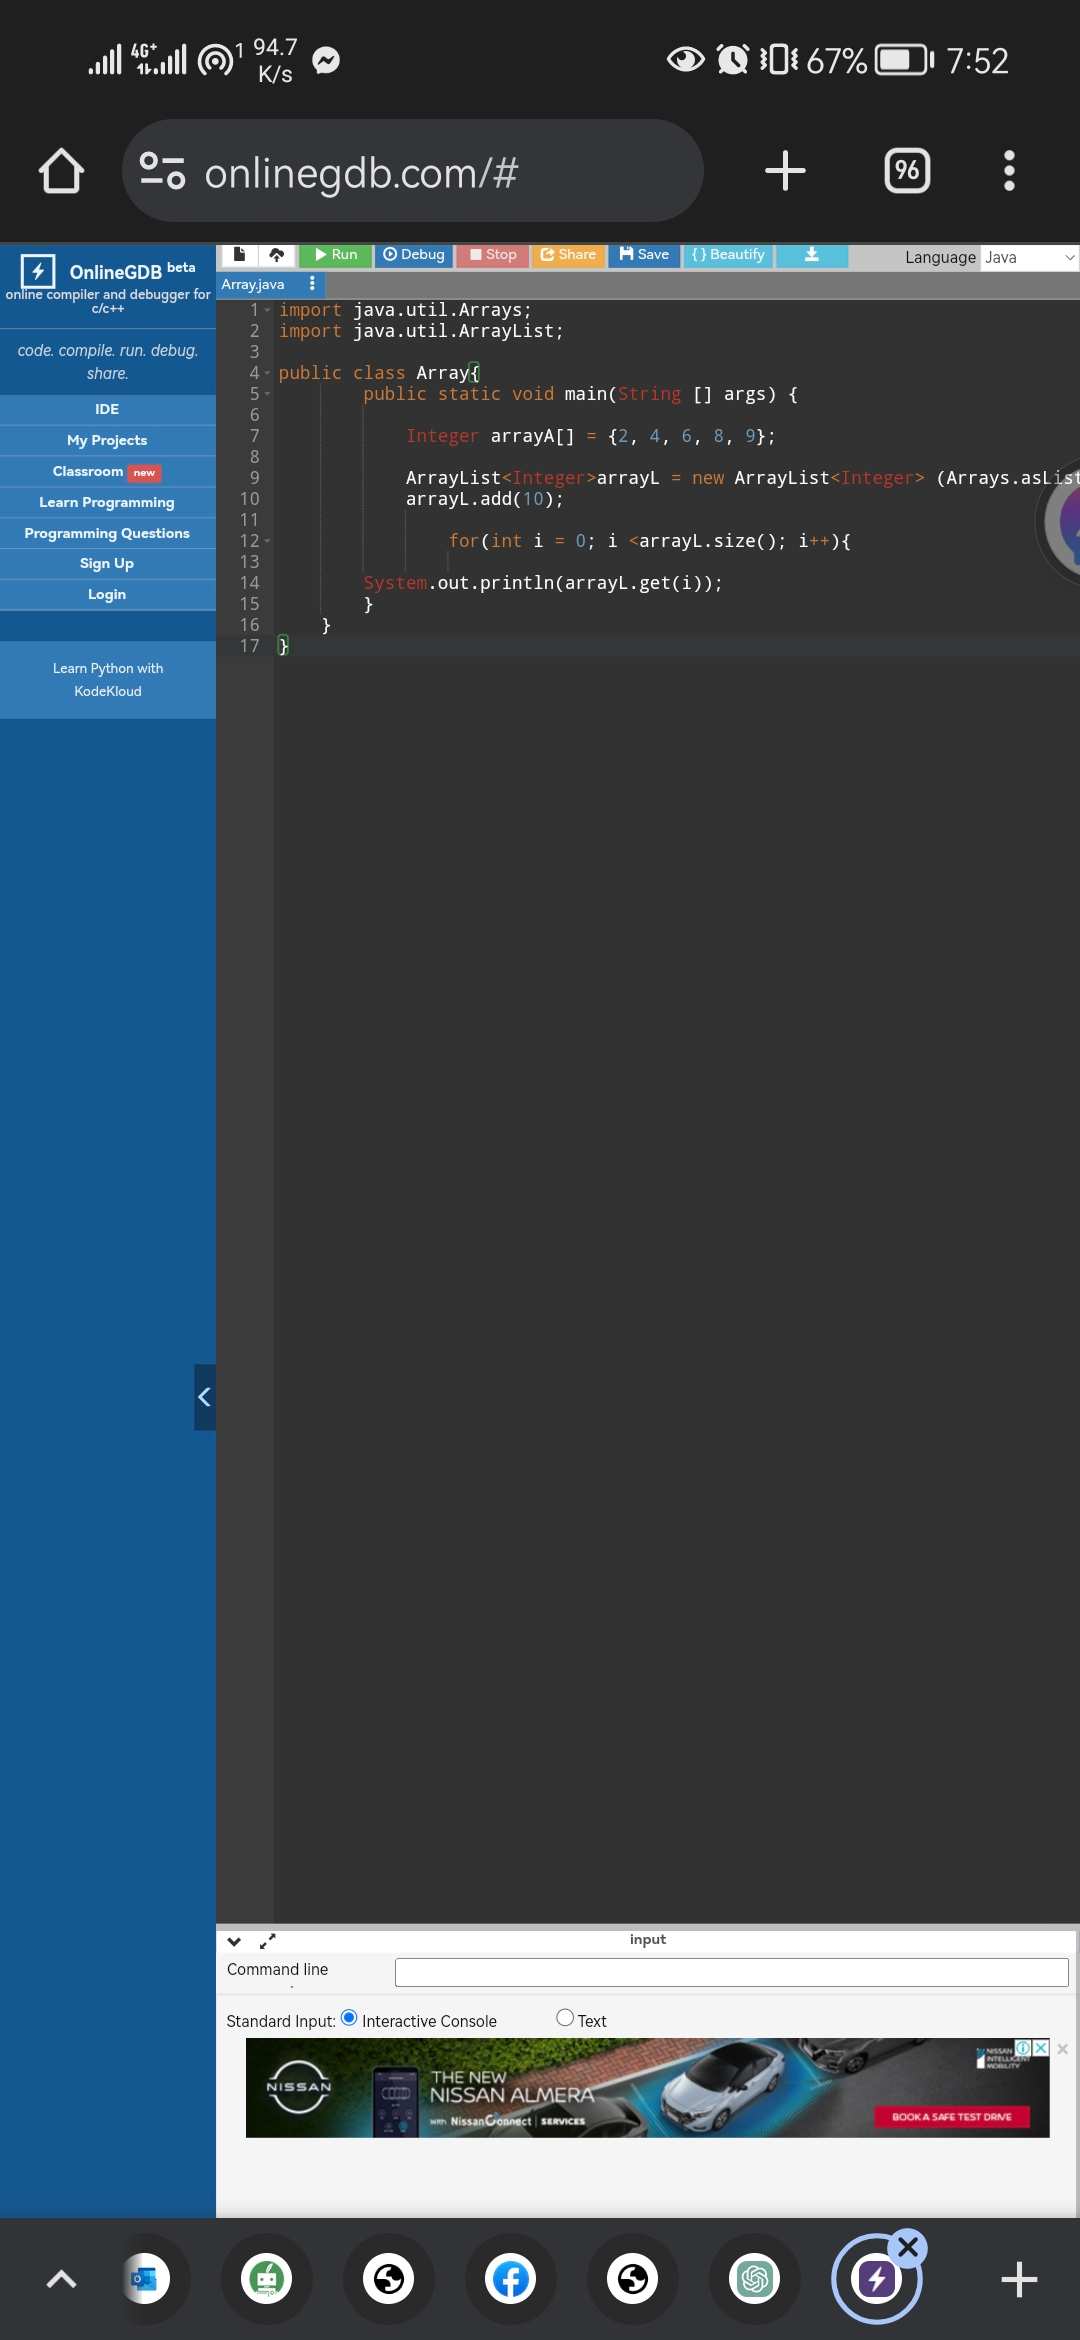 4G+ 1 94.7 K/s 67% 7:52
onlinegdb.com/# 96
OnlineGDB beta
online compiler and debugger for
c/c++
code. compile. run. debug.
share.
IDE
My Projects
Classroom new
Learn Programming
Programming Questions
Sign Up
Login
Learn Python with
KodeKloud
Run Debug Stop Share Save { } Beautify Language Java
Array.java
1 import java.util.Arrays;
2 import java.util.ArrayList;
3
4 public class Array{
5 public static void main(String [] args) {
6
7 Integer arrayA[] = {2, 4, 6, 8, 9};
8
9 ArrayList<Integer>arrayL = new ArrayList<Integer> (Arrays.asList
10 arrayL.add(10);
11
12 for(int i = 0; i <arrayL.size(); i++){
13
14 System.out.println(arrayL.get(i));
15 }
16 }
17 }
input
Command line
Standard Input: Interactive Console Text
NISSAN
THE NEW
NISSAN ALMERA
with NissanConnect SERVICES
NISSAN
INTELLIGENT
MOBILITY
BOOK A SAFE TEST DRIVE